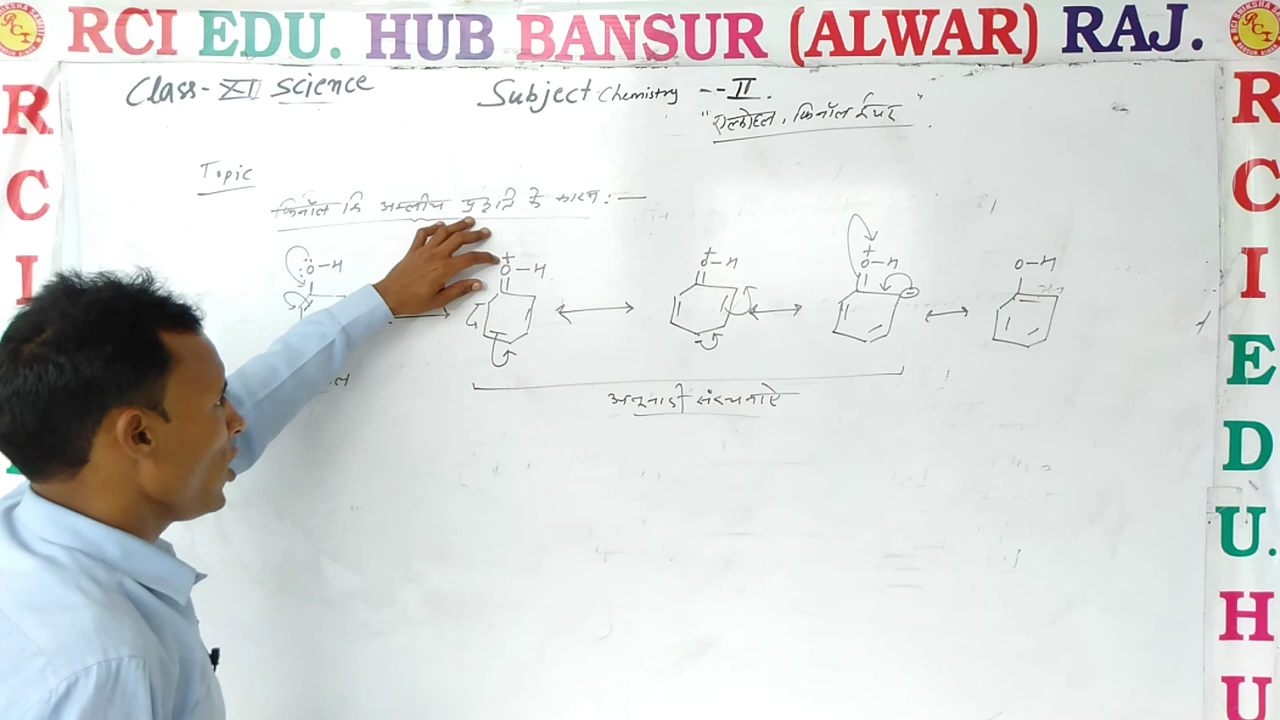 RCI EDU. HUB BANSUR (ALWAR) RAJ.
Class- XII Science
Subject Chemistry -- II.
"एल्कोहल, फिनॉल ईथर"
Topic
फिनॉल कि अम्लीय प्रकृति के कारण : —
:Ö-H
+
O-H
+
O-H
+
O-H
O-H
अनुनादी संरचनाएं
R
C
I
R
C
I
E
D
U.
H
U